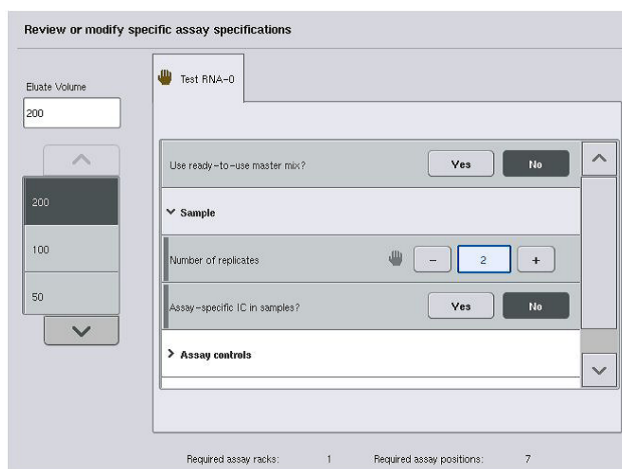 Review or modify specific assay specifications
Eluate Volume
200
200
100
50
Test RNA-0
Use ready-to-use master mix? Yes No
Sample
Number of replicates - 2 +
Assay-specific IC in samples? Yes No
Assay controls
Required assay racks: 1 Required assay positions: 7